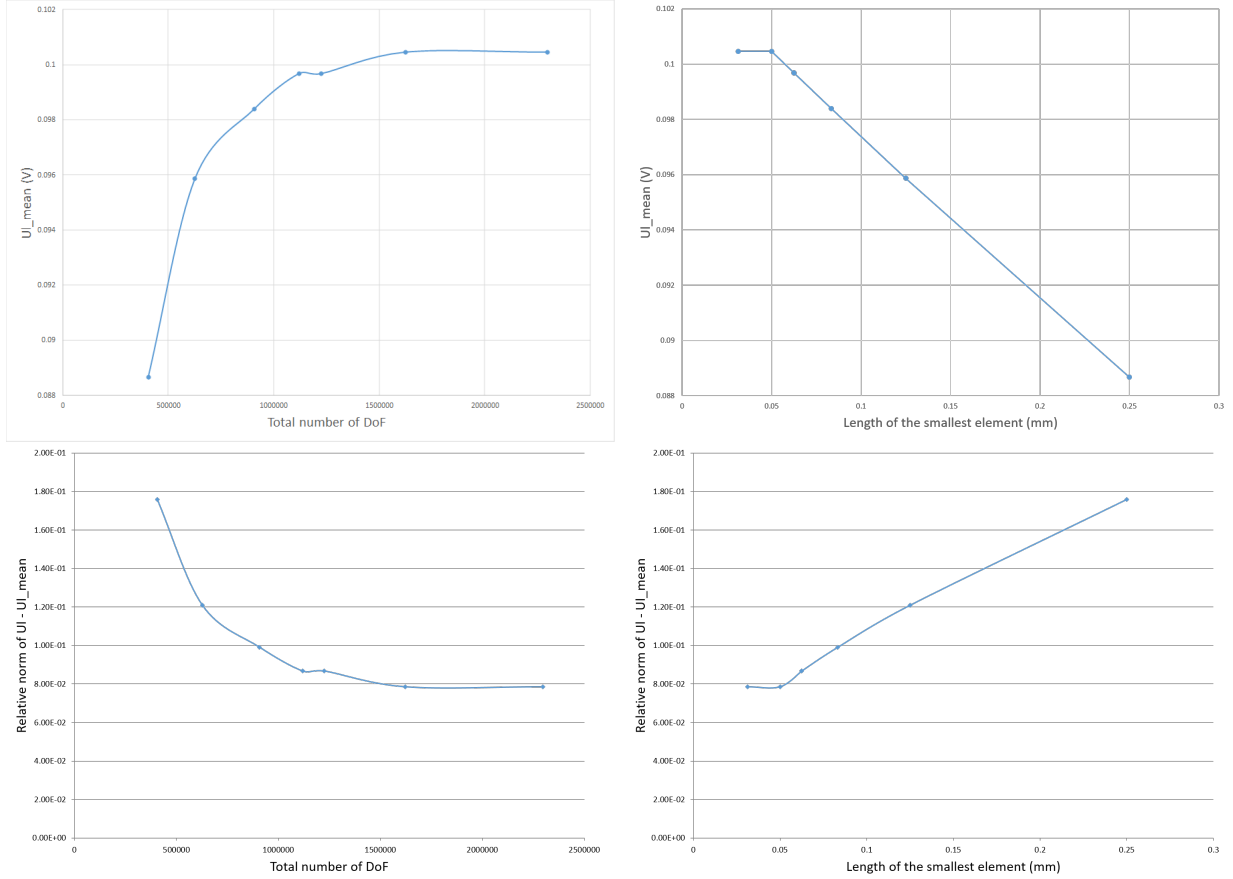 0.102
0.1
0.098
0.096
0.094
0.092
0.09
0.088
UI_mean (V)
0 500000 1000000 1500000 2000000 2500000
Total number of DoF
0.102
0.1
0.098
0.096
0.094
0.092
0.09
0.088
UI_mean (V)
0 0.05 0.1 0.15 0.2 0.25 0.3
Length of the smallest element (mm)
2.00E-01
1.80E-01
1.60E-01
1.40E-01
1.20E-01
1.00E-01
8.00E-02
6.00E-02
4.00E-02
2.00E-02
0.00E+00
Relative norm of UI - UI_mean
0 500000 1000000 1500000 2000000 2500000
Total number of DoF
2.00E-01
1.80E-01
1.60E-01
1.40E-01
1.20E-01
1.00E-01
8.00E-02
6.00E-02
4.00E-02
2.00E-02
0.00E+00
Relative norm of UI - UI_mean
0 0.05 0.1 0.15 0.2 0.25 0.3
Length of the smallest element (mm)